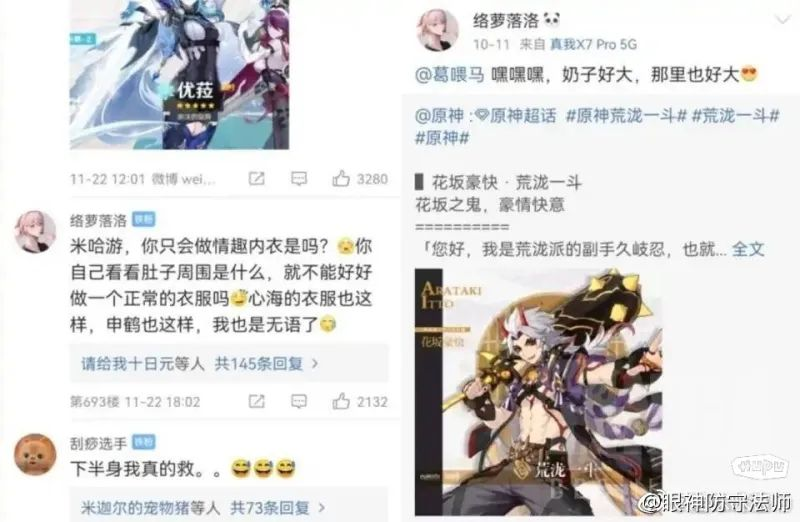 优菈
★★★★★
11-22 12:01 微博 wei... 3280
络萝落洛 铁粉
米哈游，你只会做情趣内衣是吗？你
自己看看肚子周围是什么，就不能好好
做一个正常的衣服吗心海的衣服也这
样，申鹤也这样，我也是无语了
请给我十日元等人 共145条回复 >
第693楼 11-22 18:02 2132
刮痧选手 铁粉
下半身我真的救。。
米迦尔的宠物猪等人 共73条回复 >
络萝落洛
10-11 来自 真我X7 Pro 5G
@葛喂马 嘿嘿嘿，奶子好大，那里也好大
@原神 :原神超话 #原神荒泷一斗# #荒泷一斗#
#原神#
▋花坂豪快 · 荒泷一斗
花坂之鬼，豪情快意
==========
「您好，我是荒泷派的副手久岐忍，也就... 全文
ARATAKI
ITTO
花坂豪快
荒泷一斗
HUPU
@眼神防守法师